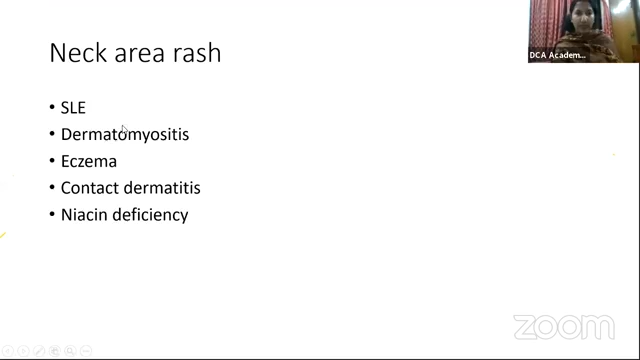 Neck area rash
DCA Academ...
• SLE
• Dermatomyositis
• Eczema
• Contact dermatitis
• Niacin deficiency
zoom